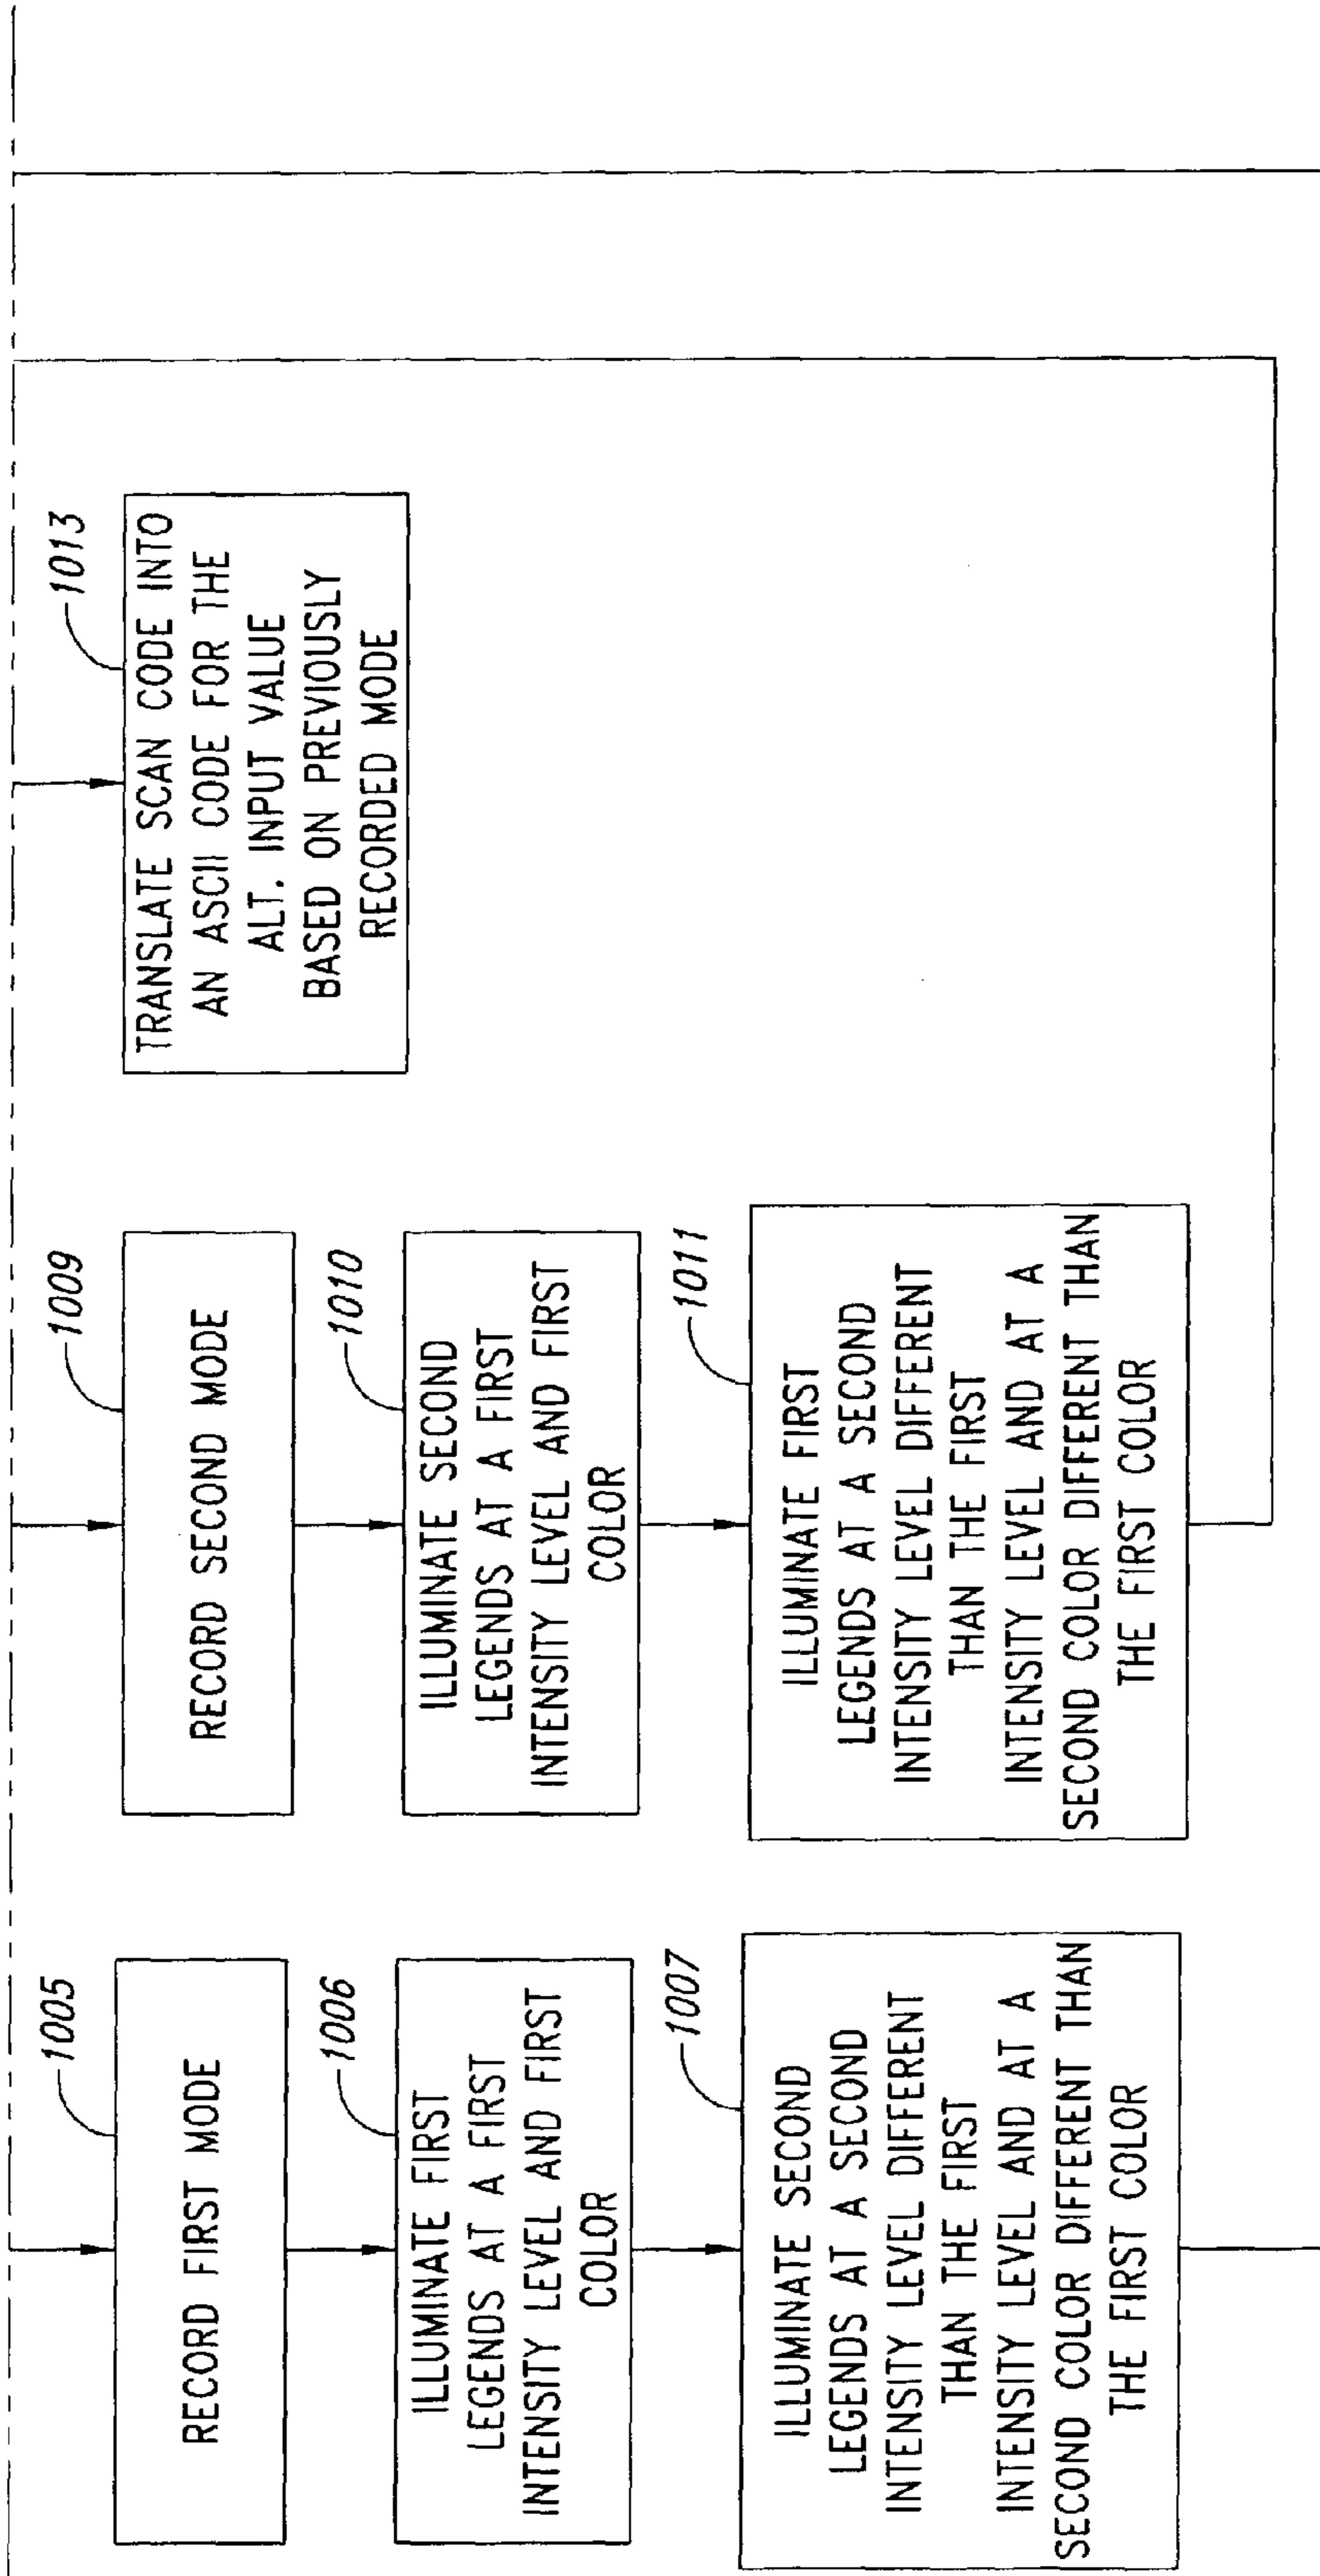 1005
RECORD FIRST MODE
1006
ILLUMINATE FIRST
LEGENDS AT A FIRST
INTENSITY LEVEL AND FIRST
COLOR
1007
ILLUMINATE SECOND
LEGENDS AT A SECOND
INTENSITY LEVEL DIFFERENT
THAN THE FIRST
INTENSITY LEVEL AND AT A
SECOND COLOR DIFFERENT THAN
THE FIRST COLOR
1009
RECORD SECOND MODE
1010
ILLUMINATE SECOND
LEGENDS AT A FIRST
INTENSITY LEVEL AND FIRST
COLOR
1011
ILLUMINATE FIRST
LEGENDS AT A SECOND
INTENSITY LEVEL DIFFERENT
THAN THE FIRST
INTENSITY LEVEL AND AT A
SECOND COLOR DIFFERENT THAN
THE FIRST COLOR
1013
TRANSLATE SCAN CODE INTO
AN ASCII CODE FOR THE
ALT. INPUT VALUE
BASED ON PREVIOUSLY
RECORDED MODE